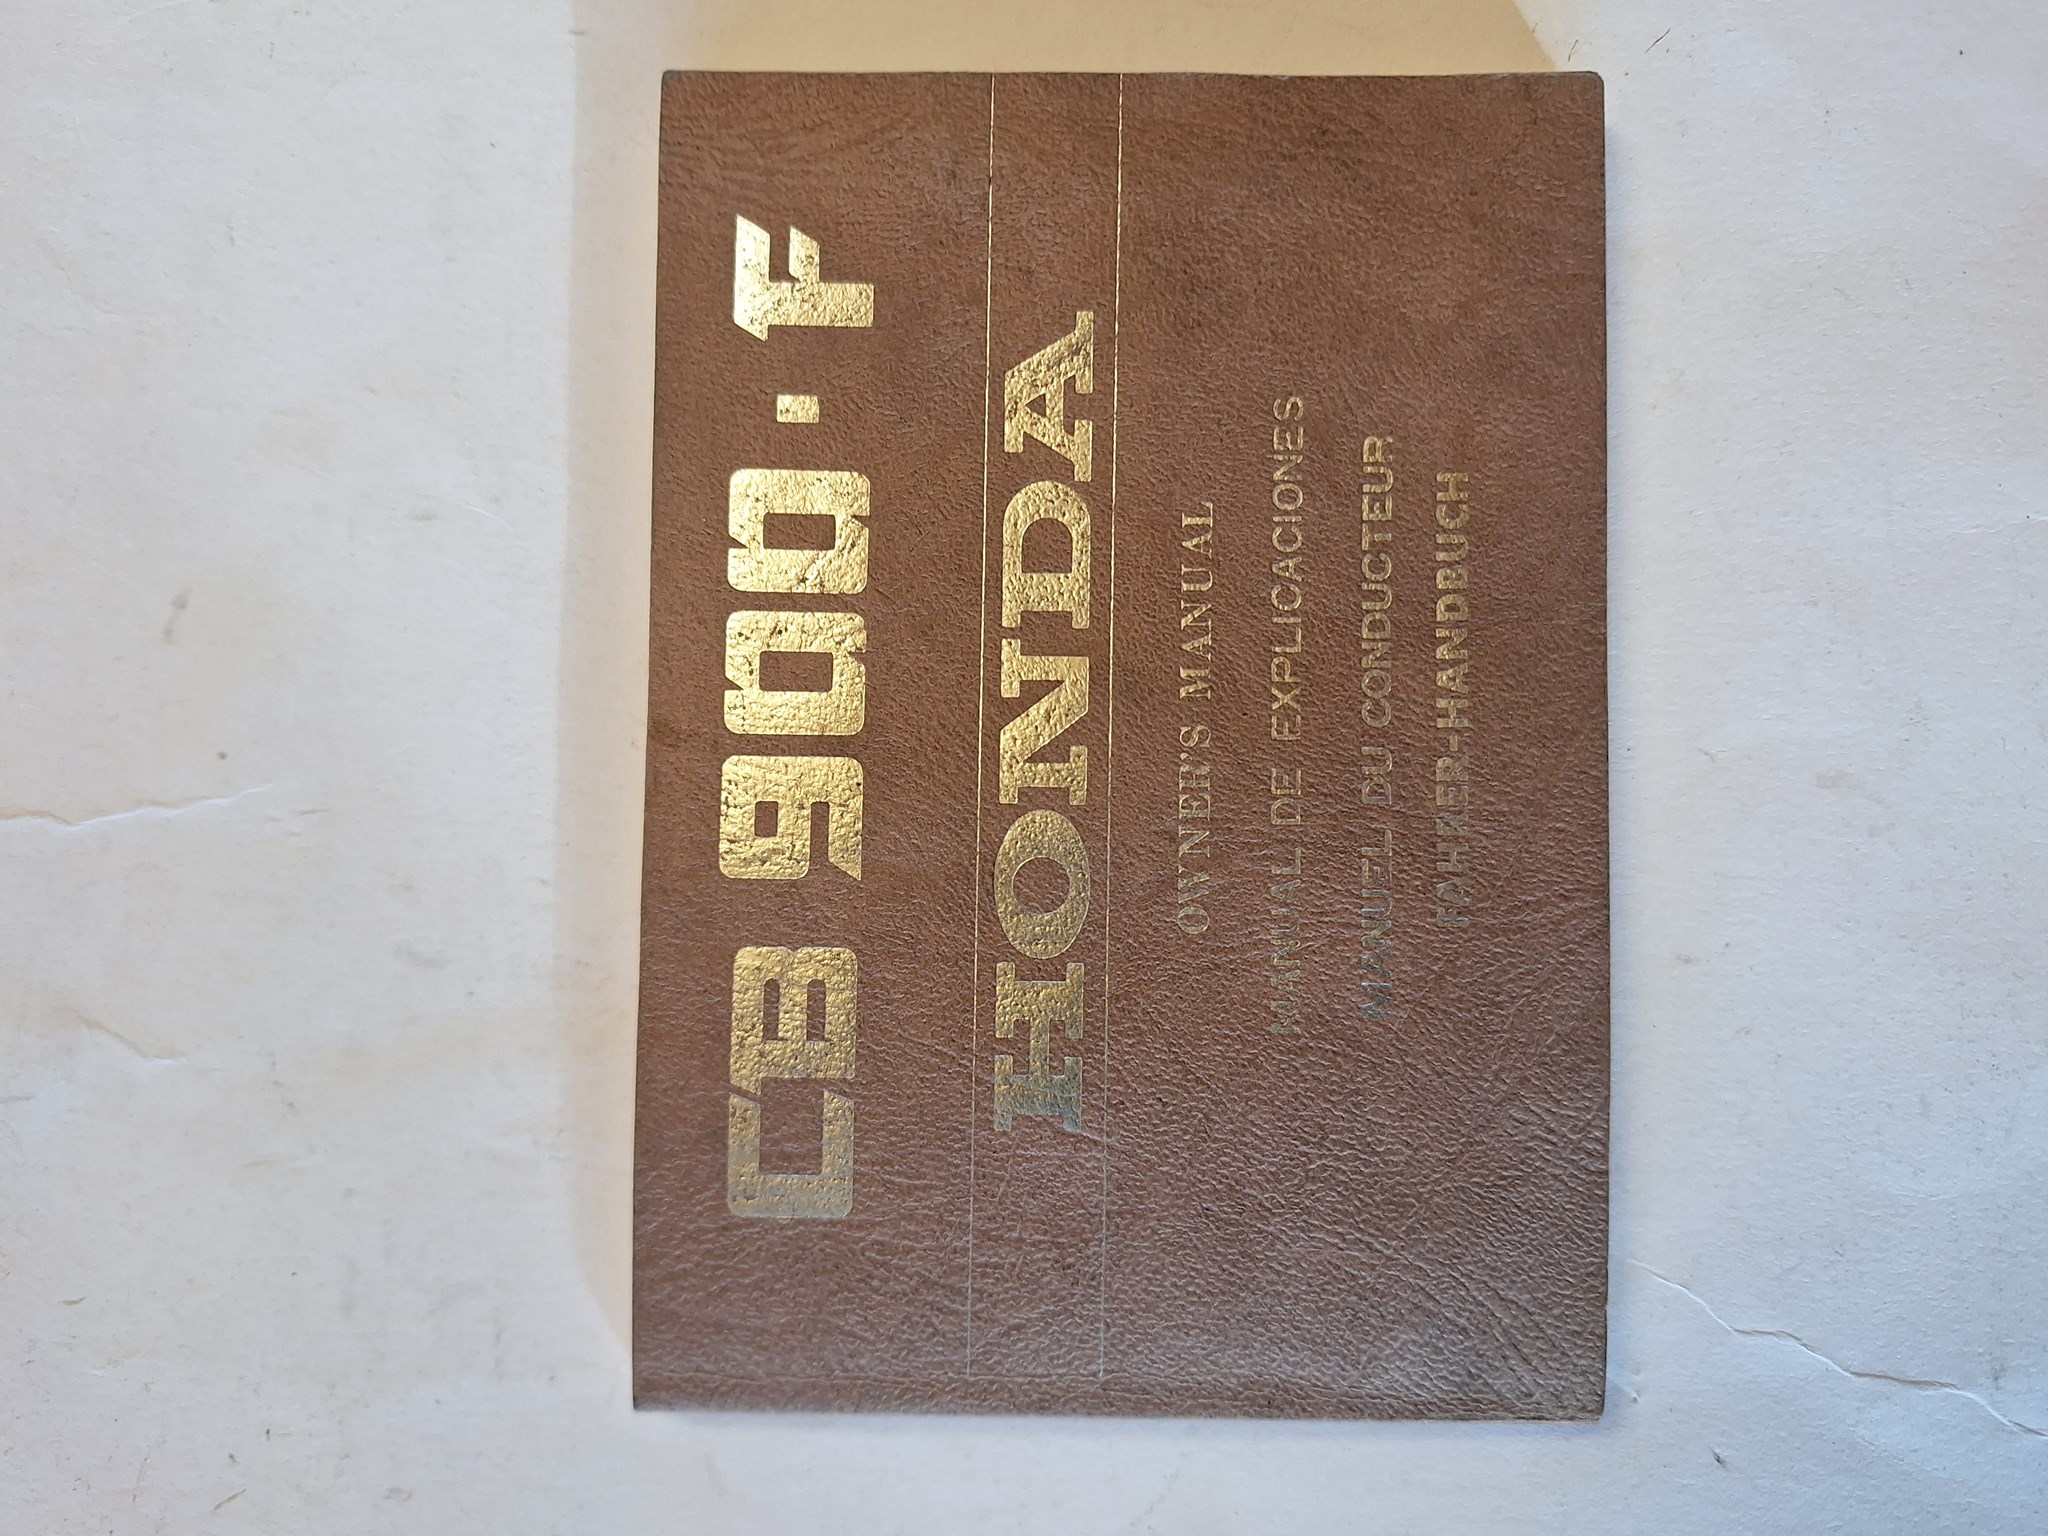 CB 900·F
HONDA
OWNER'S MANUAL
MANUAL DE EXPLICACIONES
MANUEL DU CONDUCTEUR
FAHRER-HANDBUCH